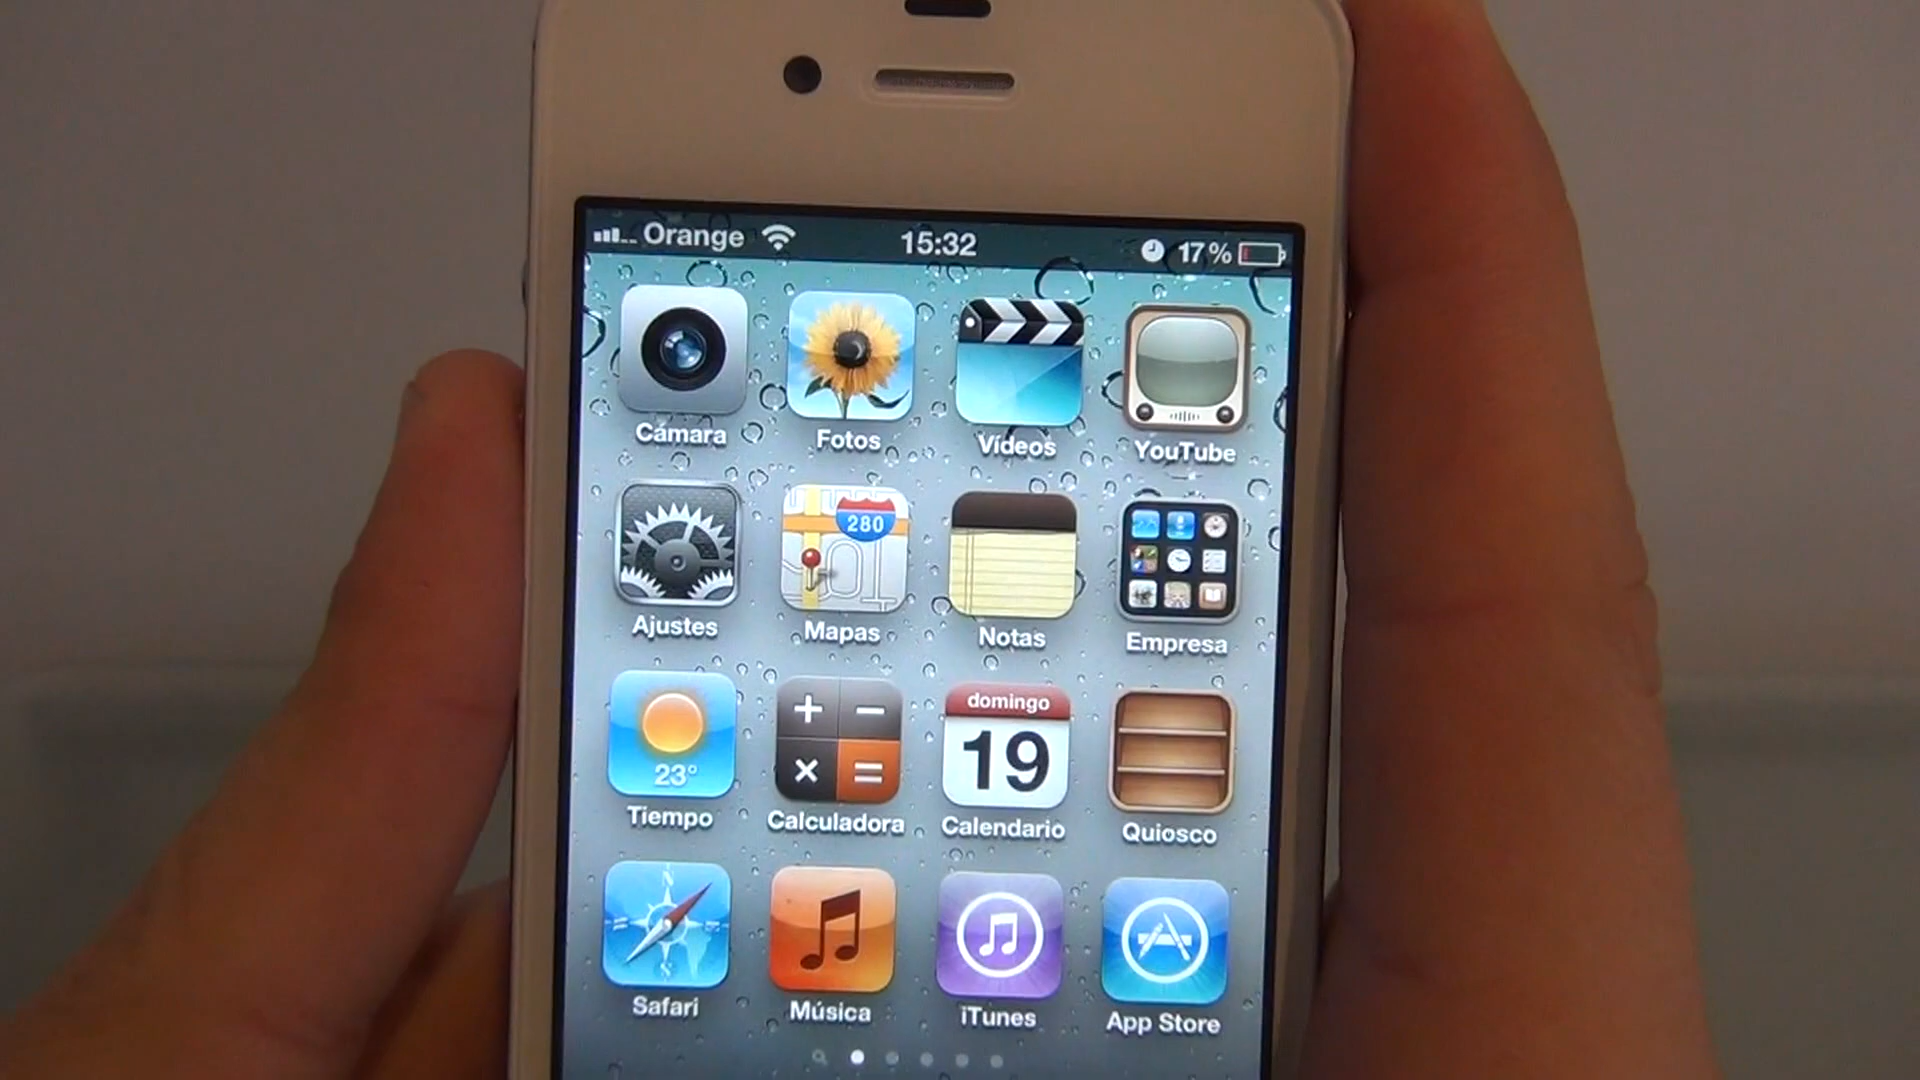 Orange 15:32 17%
Cámara Fotos Vídeos YouTube
280
Ajustes Mapas Notas Empresa
domingo
19
23°
Tiempo Calculadora Calendario Quiosco
N
S
Safari Música iTunes App Store